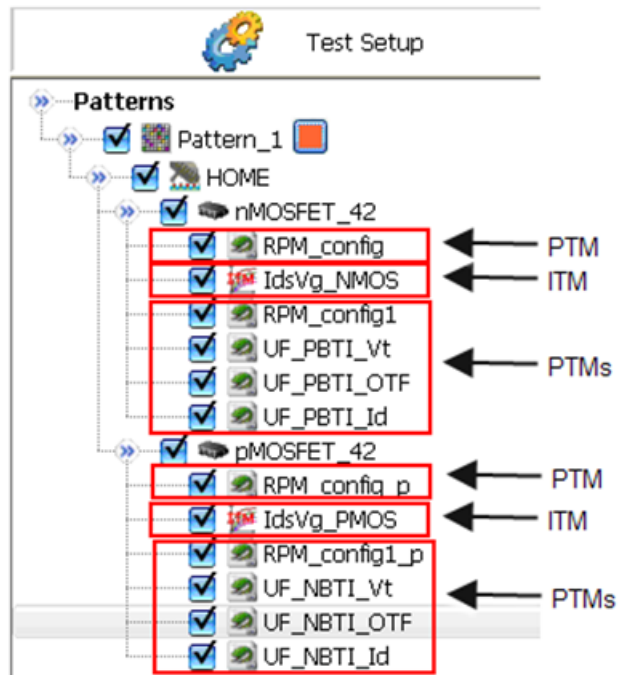 Test Setup
Patterns
Pattern_1
HOME
nMOSFET_42
RPM_config PTM
ITM IdsVg_NMOS ITM
RPM_config1
UF_PBTI_Vt
PTMs
UF_PBTI_OTF
UF_PBTI_Id
pMOSFET_42
RPM_config_p PTM
ITM IdsVg_PMOS ITM
RPM_config1_p
UF_NBTI_Vt
PTMs
UF_NBTI_OTF
UF_NBTI_Id